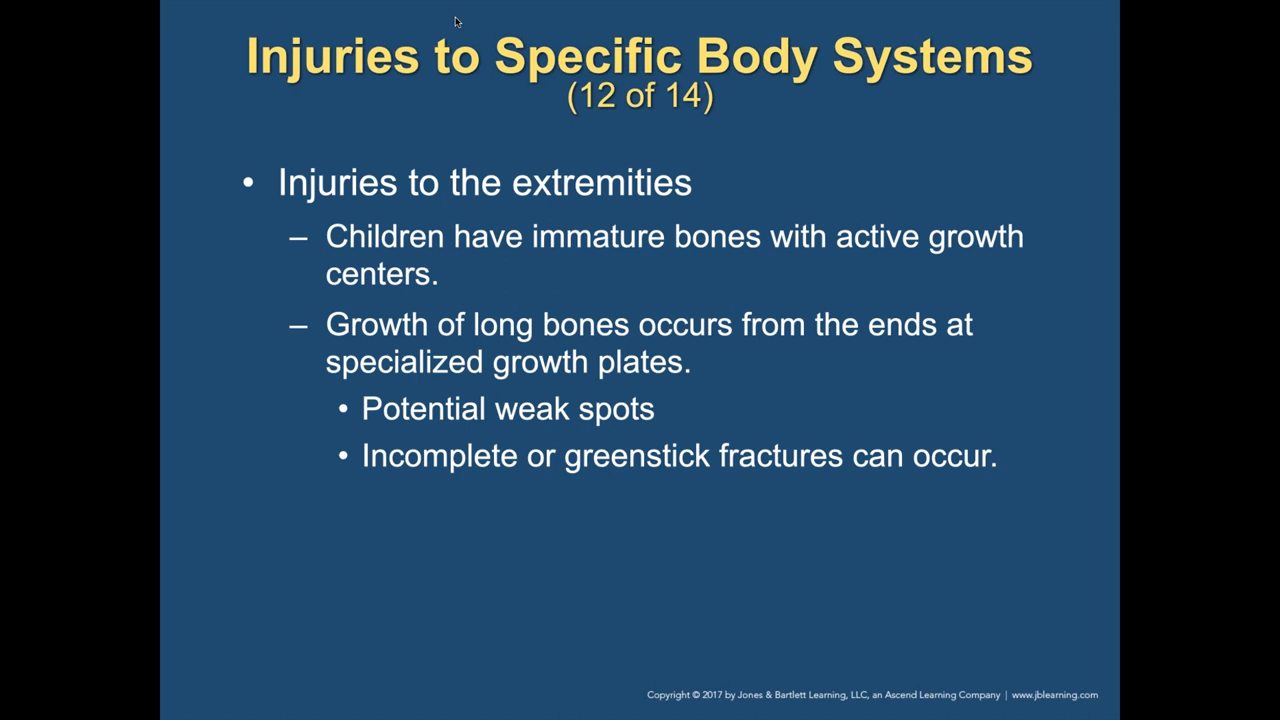 Injuries to Specific Body Systems
(12 of 14)
• Injuries to the extremities
– Children have immature bones with active growth
centers.
– Growth of long bones occurs from the ends at
specialized growth plates.
• Potential weak spots
• Incomplete or greenstick fractures can occur.
Copyright © 2017 by Jones & Bartlett Learning, LLC, an Ascend Learning Company | www.jblearning.com